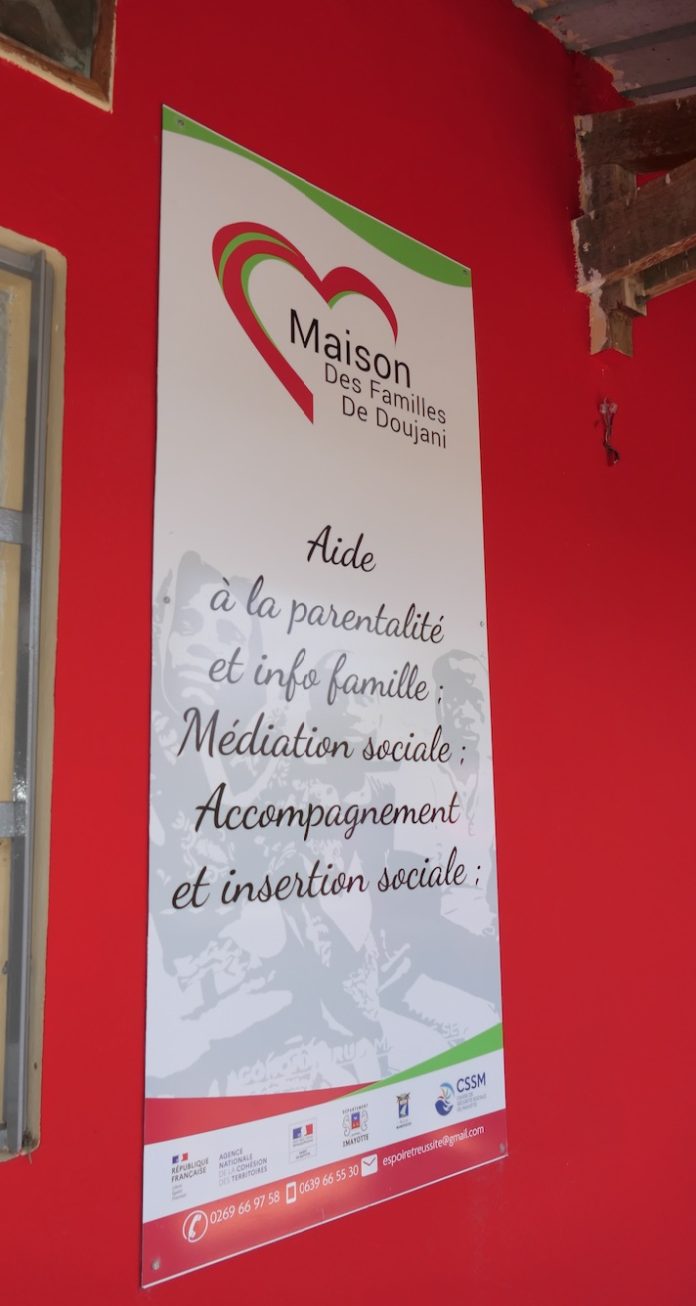 Maison
Des Familles
De Doujani
Aide
à la parentalité
et info famille ;
Médiation sociale ;
Accompagnement
et insertion sociale ;
RÉPUBLIQUE
FRANÇAISE
AGENCE
NATIONALE
DE LA COHÉSION
DES TERRITOIRES
DEPARTEMENT
MAYOTTE
CSSM
0269 66 97 58
0639 66 55 30
espoiretreussite@gmail.com